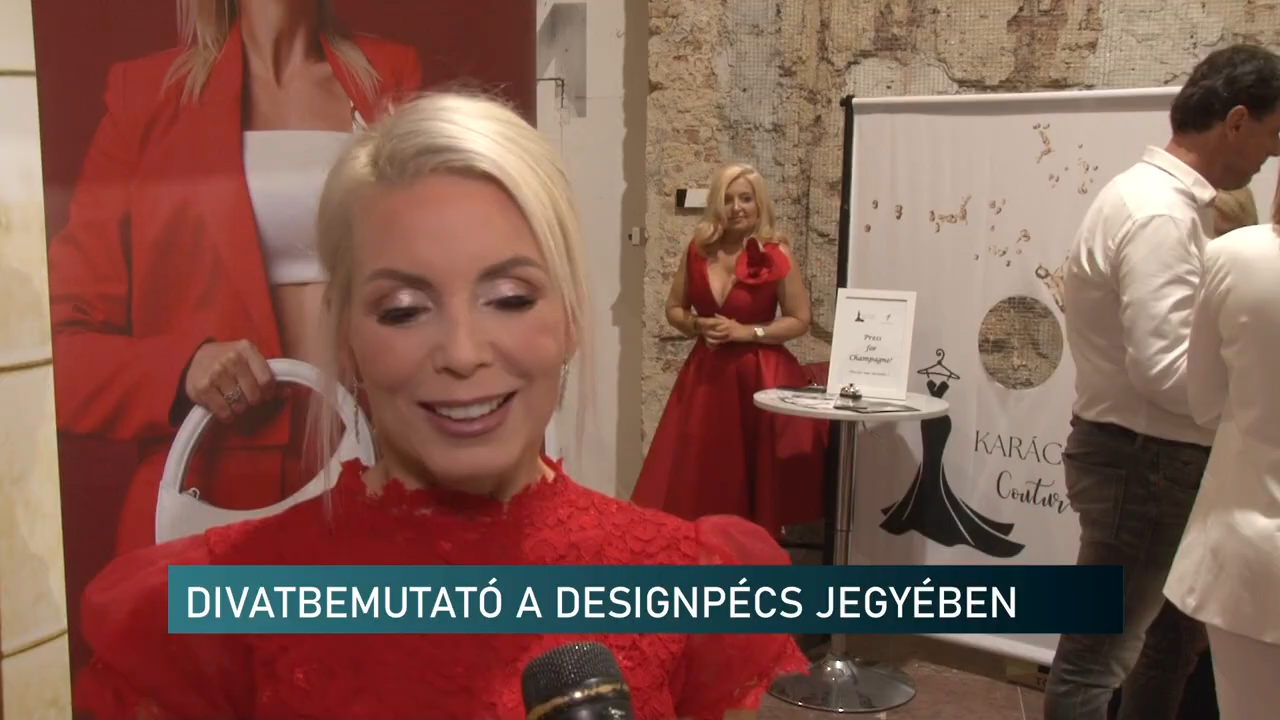 Press
for
Champagne!
KARÁC
Coutur
DIVATBEMUTATÓ A DESIGNPÉCS JEGYÉBEN